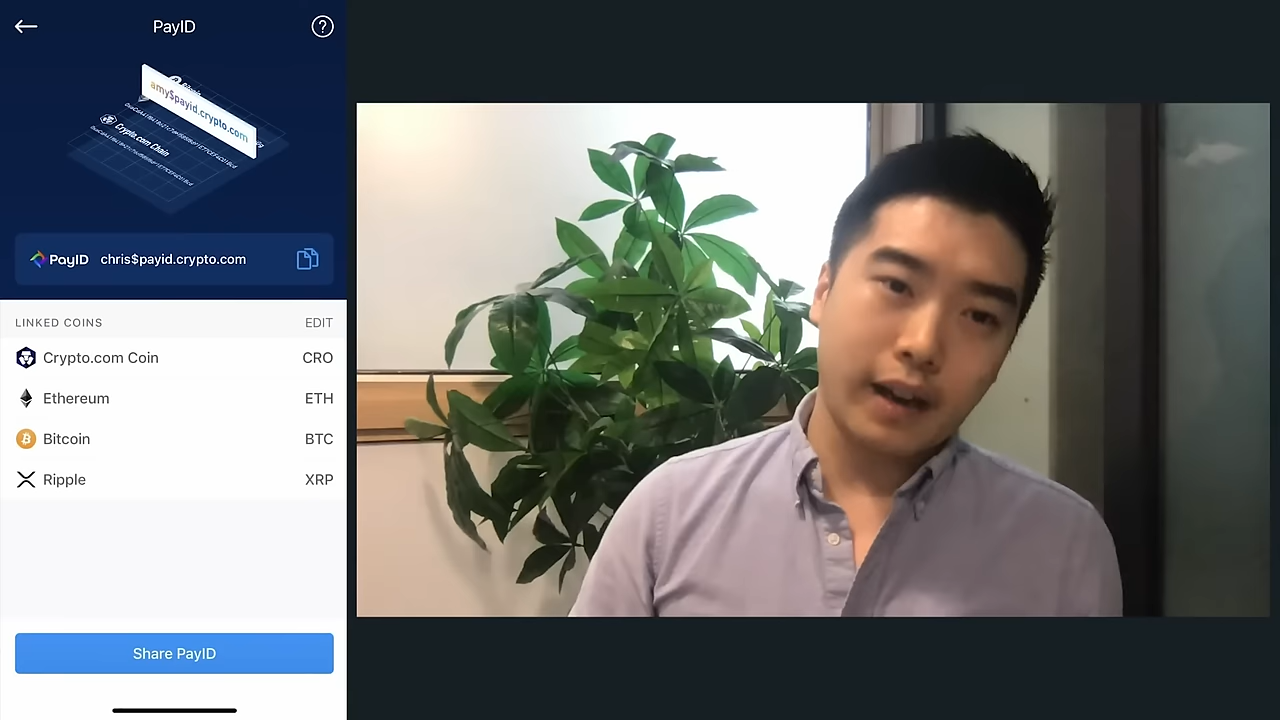 PayID
?
amy$payid.crypto.com
Crypto.com Chain
PayID chris$payid.crypto.com
LINKED COINS EDIT
Crypto.com Coin CRO
Ethereum ETH
Bitcoin BTC
Ripple XRP
Share PayID